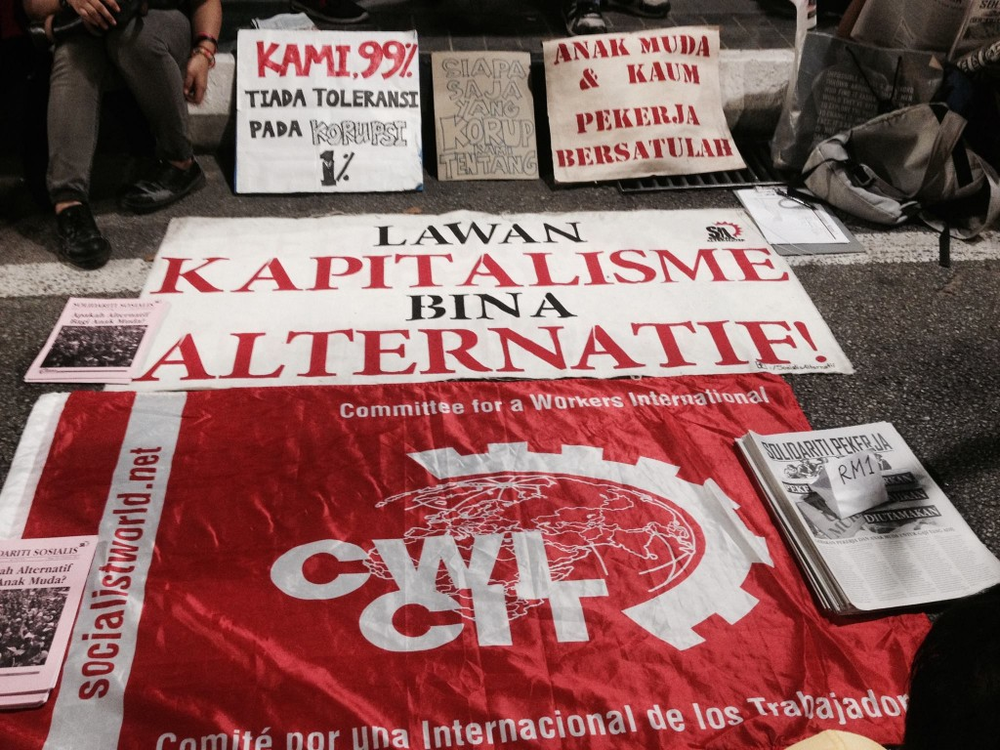 KAMI, 99%
TIADA TOLERANSI
PADA KORUPSI
1%
SIAPA
SAJA
YANG
KORUP
TENTANG
ANAK MUDA
& KAUM
PEKERJA
BERSATULAH
LAWAN
KAPITALISME
BINA
ALTERNATIF!
SOLIDARITI SOSIALIS
Apakah Alternatif
Bagi Anak Muda?
Committee for a Workers International
socialistworld.net
CWI
CIT
Comité por una Internacional de los Trabajador
SOLIDARITI PEKERJA
RM1
DIETAMAKAN
DARITI SOSIALIS
ah Alternatif
Anak Muda?